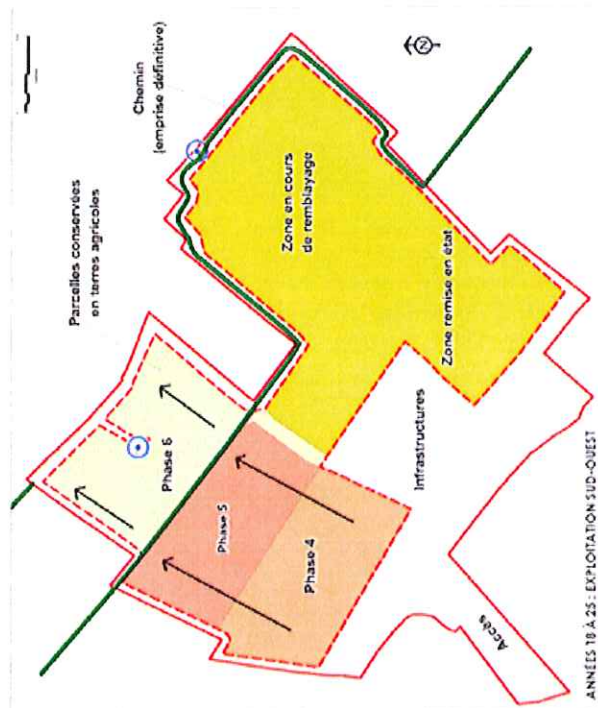 Chemin
(emprise définitive)
Parcelles conservées
en terres agricoles
N
Zone en cours
de remblayage
Phase 6
Zone remise en état
Phase 5
Infrastructures
Phase 4
Accès
ANNÉES 18 À 25 : EXPLOITATION SUD-OUEST